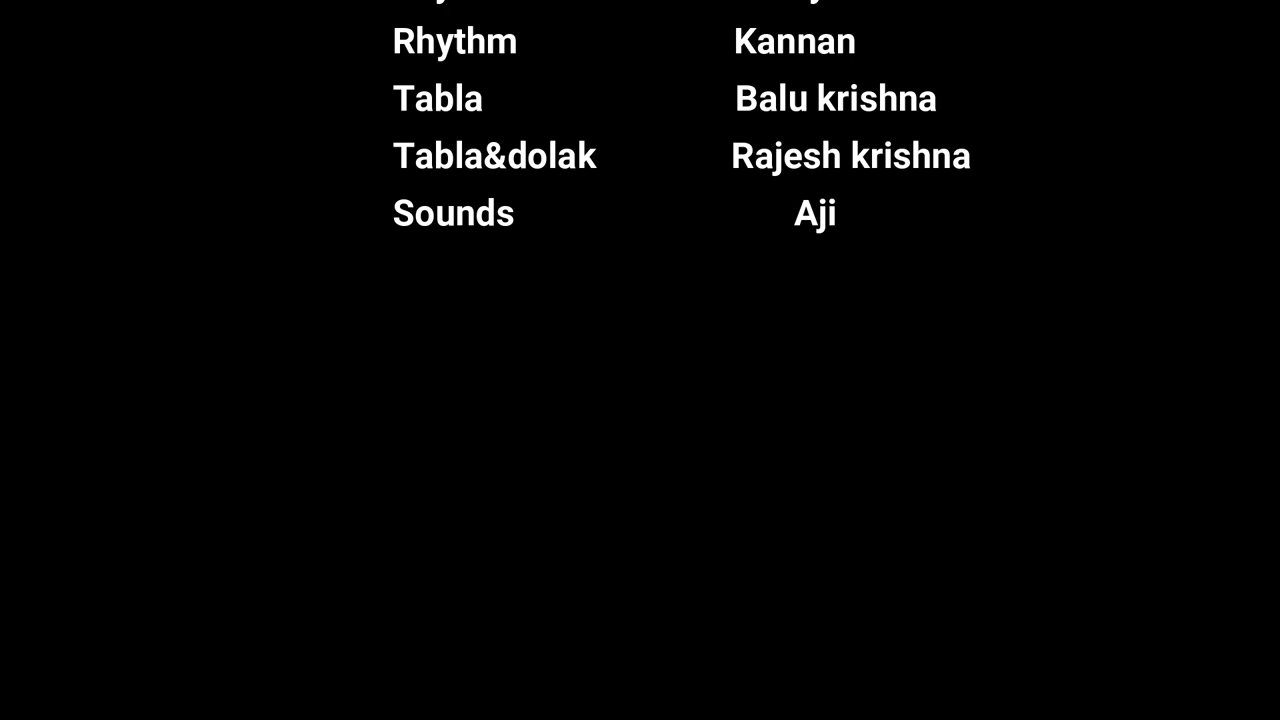 Rhythm Kannan
Tabla Balu krishna
Tabla&dolak Rajesh krishna
Sounds Aji